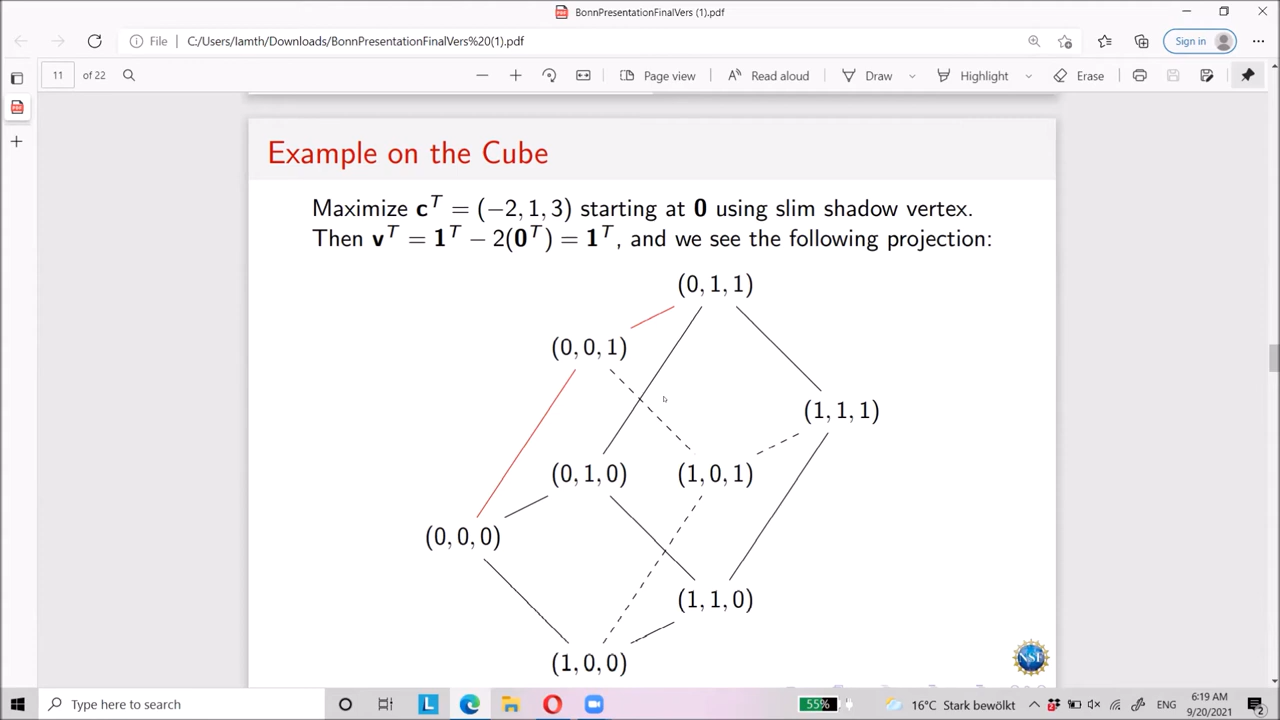 BonnPresentationFinalVers (1).pdf
File C:/Users/Iamth/Downloads/BonnPresentationFinalVers%20(1).pdf Sign in
11 of 22 Page view Read aloud Draw Highlight Erase
Example on the Cube
Maximize c^T = (−2, 1, 3) starting at 0 using slim shadow vertex.
Then v^T = 1^T − 2(0^T) = 1^T, and we see the following projection:
(0, 1, 1)
(0, 0, 1)
(1, 1, 1)
(0, 1, 0) (1, 0, 1)
(0, 0, 0)
(1, 1, 0)
(1, 0, 0)
NSF
Type here to search L 55% 16°C Stark bewölkt ENG 6:19 AM
9/20/2021 2